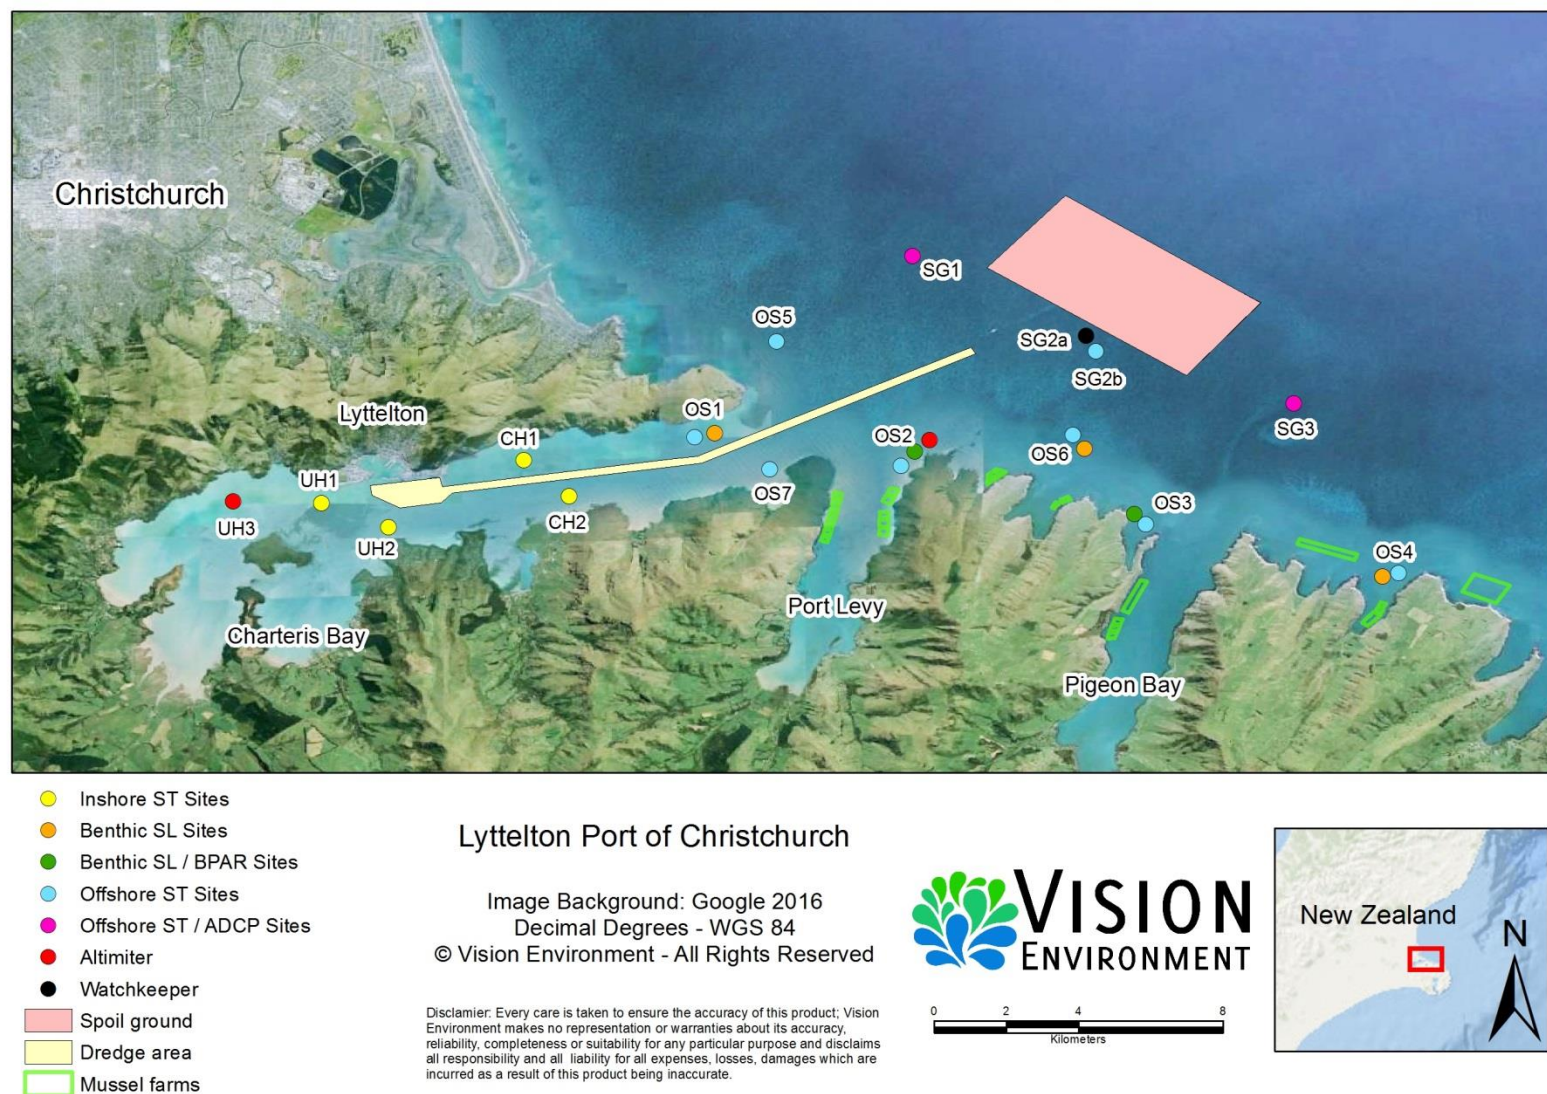 Christchurch
SG1
OS5
SG2a
SG2b
Lyttelton
OS1
SG3
CH1
OS2
OS6
UH1
OS7
CH2
OS3
UH3
UH2
OS4
Port Levy
Charteris Bay
Pigeon Bay
Inshore ST Sites
Benthic SL Sites
Benthic SL / BPAR Sites
Offshore ST Sites
Offshore ST / ADCP Sites
Altimiter
Watchkeeper
Spoil ground
Dredge area
Mussel farms
Lyttelton Port of Christchurch
Image Background: Google 2016
Decimal Degrees - WGS 84
© Vision Environment - All Rights Reserved
Disclamier: Every care is taken to ensure the accuracy of this product; Vision
Environment makes no representation or warranties about its accuracy,
reliability, completeness or suitability for any particular purpose and disclaims
all responsibility and all liability for all expenses, losses, damages which are
incurred as a result of this product being inaccurate.
VISION
ENVIRONMENT
0 2 4 8
Kilometers
New Zealand
N